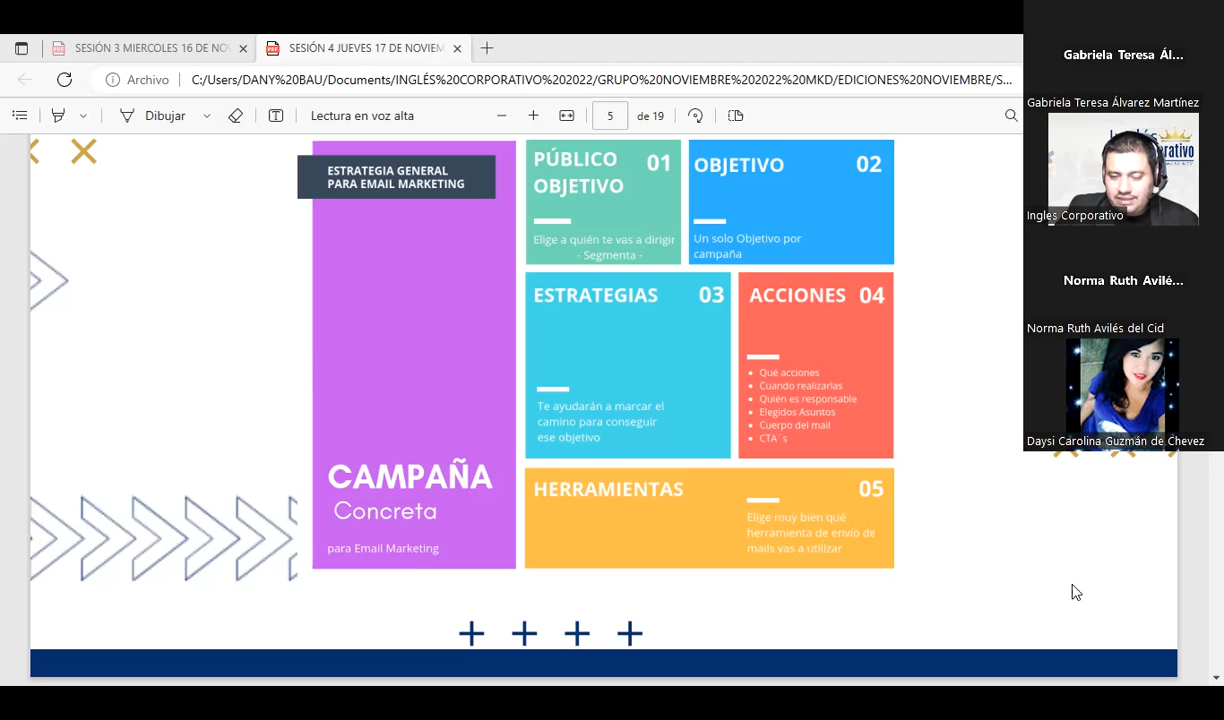 SESIÓN 3 MIERCOLES 16 DE NO
SESIÓN 4 JUEVES 17 DE NOVIEM
Archivo
C:/Users/DANY%20BAU/Documents/INGLÉS%20CORPORATIVO%202022/GRUPO%20NOVIEMBRE%202022%20MKD/EDICIONES%20NOVIEMBRE/S...
Dibujar
Lectura en voz alta
5
de 19
ESTRATEGIA GENERAL
PARA EMAIL MARKETING
CAMPAÑA
Concreta
para Email Marketing
PÚBLICO
OBJETIVO
01
Elige a quién te vas a dirigir
- Segmenta -
OBJETIVO
02
Un solo Objetivo por
campaña
ESTRATEGIAS
03
Te ayudarán a marcar el
camino para conseguir
ese objetivo
ACCIONES
04
• Qué acciones
• Cuando realizarlas
• Quién es responsable
• Elegidos Asuntos
• Cuerpo del mail
• CTA´s
HERRAMIENTAS
05
Elige muy bien qué
herramienta de envío de
mails vas a utilizar
Gabriela Teresa Ál...
Gabriela Teresa Álvarez Martínez
Inglés Corporativo
Norma Ruth Avilé...
Norma Ruth Avilés del Cid
Daysi Carolina Guzmán de Chevez